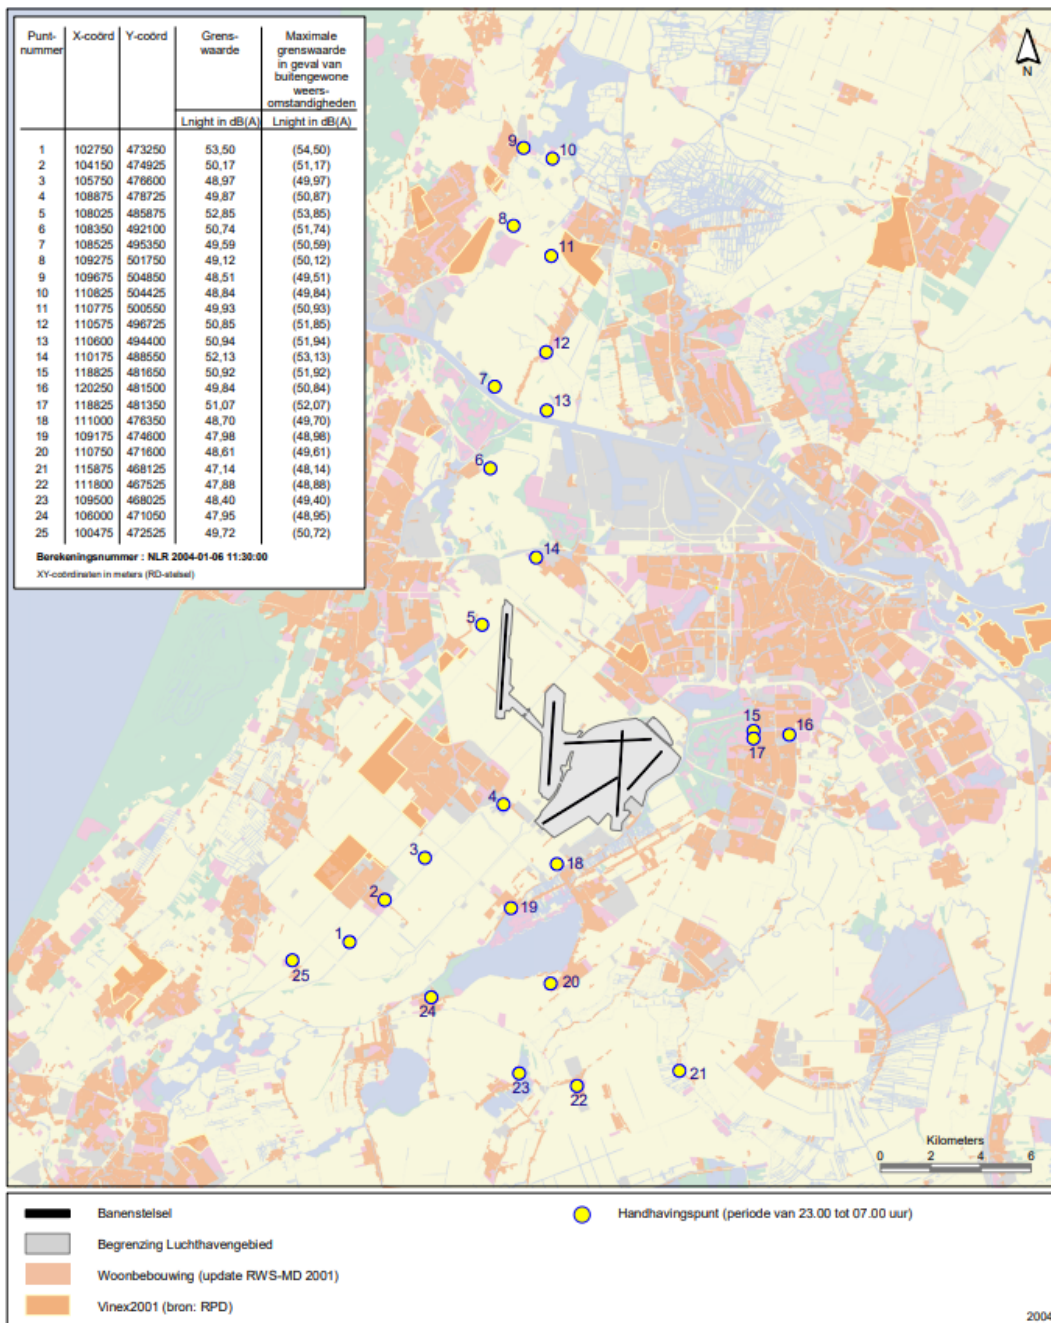 Punt-nummer X-coörd Y-coörd Grens-waarde Maximale grenswaarde in geval van buitengewone weers-omstandigheden
Lnight in dB(A) Lnight in dB(A)
1 102750 473250 53,50 (54,50)
2 104150 474925 50,17 (51,17)
3 105750 476600 48,97 (49,97)
4 108875 478725 49,87 (50,87)
5 108025 485875 52,85 (53,85)
6 108350 492100 50,74 (51,74)
7 108525 495350 49,59 (50,59)
8 109275 501750 49,12 (50,12)
9 109675 504850 48,51 (49,51)
10 110825 504425 48,84 (49,84)
11 110775 500550 49,93 (50,93)
12 110575 496725 50,85 (51,85)
13 110600 494400 50,94 (51,94)
14 110175 488550 52,13 (53,13)
15 118825 481650 50,92 (51,92)
16 120250 481500 49,84 (50,84)
17 118825 481350 51,07 (52,07)
18 111000 476350 48,70 (49,70)
19 109175 474600 47,98 (48,98)
20 110750 471600 48,61 (49,61)
21 115875 468125 47,14 (48,14)
22 111800 467525 47,88 (48,88)
23 109500 468025 48,40 (49,40)
24 106000 471050 47,95 (48,95)
25 100475 472525 49,72 (50,72)
Berekeningsnummer : NLR 2004-01-06 11:30:00
XY-coördinaten in meters (RD-stelsel)
N
9
10
8
11
12
7
13
6
14
5
15
16
17
4
3
18
2
19
1
25
20
24
21
23
22
Kilometers
0 2 4 6
Banenstelsel
Handhavingspunt (periode van 23.00 tot 07.00 uur)
Begrenzing Luchthavengebied
Woonbebouwing (update RWS-MD 2001)
Vinex2001 (bron: RPD)
2004